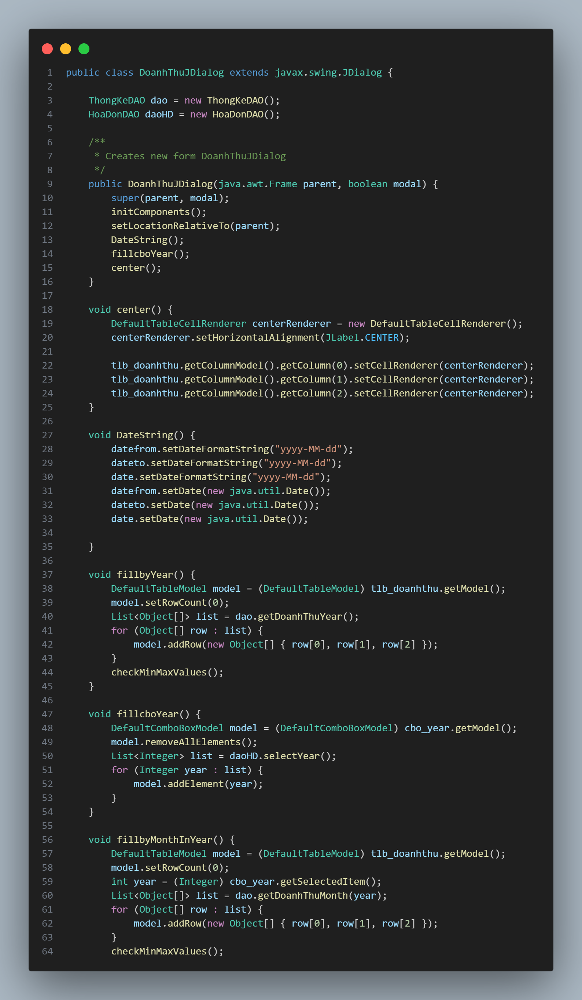 1 public class DoanhThuJDialog extends javax.swing.JDialog {
2
3     ThongKeDAO dao = new ThongKeDAO();
4     HoaDonDAO daoHD = new HoaDonDAO();
5
6     /**
7      * Creates new form DoanhThuJDialog
8      */
9     public DoanhThuJDialog(java.awt.Frame parent, boolean modal) {
10         super(parent, modal);
11         initComponents();
12         setLocationRelativeTo(parent);
13         DateString();
14         fillcboYear();
15         center();
16     }
17
18     void center() {
19         DefaultTableCellRenderer centerRenderer = new DefaultTableCellRenderer();
20         centerRenderer.setHorizontalAlignment(JLabel.CENTER);
21
22         tlb_doanhthu.getColumnModel().getColumn(0).setCellRenderer(centerRenderer);
23         tlb_doanhthu.getColumnModel().getColumn(1).setCellRenderer(centerRenderer);
24         tlb_doanhthu.getColumnModel().getColumn(2).setCellRenderer(centerRenderer);
25     }
26
27     void DateString() {
28         datefrom.setDateFormatString("yyyy-MM-dd");
29         dateto.setDateFormatString("yyyy-MM-dd");
30         date.setDateFormatString("yyyy-MM-dd");
31         datefrom.setDate(new java.util.Date());
32         dateto.setDate(new java.util.Date());
33         date.setDate(new java.util.Date());
34
35     }
36
37     void fillbyYear() {
38         DefaultTableModel model = (DefaultTableModel) tlb_doanhthu.getModel();
39         model.setRowCount(0);
40         List<Object[]> list = dao.getDoanhThuYear();
41         for (Object[] row : list) {
42             model.addRow(new Object[] { row[0], row[1], row[2] });
43         }
44         checkMinMaxValues();
45     }
46
47     void fillcboYear() {
48         DefaultComboBoxModel model = (DefaultComboBoxModel) cbo_year.getModel();
49         model.removeAllElements();
50         List<Integer> list = daoHD.selectYear();
51         for (Integer year : list) {
52             model.addElement(year);
53         }
54     }
55
56     void fillbyMonthInYear() {
57         DefaultTableModel model = (DefaultTableModel) tlb_doanhthu.getModel();
58         model.setRowCount(0);
59         int year = (Integer) cbo_year.getSelectedItem();
60         List<Object[]> list = dao.getDoanhThuMonth(year);
61         for (Object[] row : list) {
62             model.addRow(new Object[] { row[0], row[1], row[2] });
63         }
64         checkMinMaxValues();